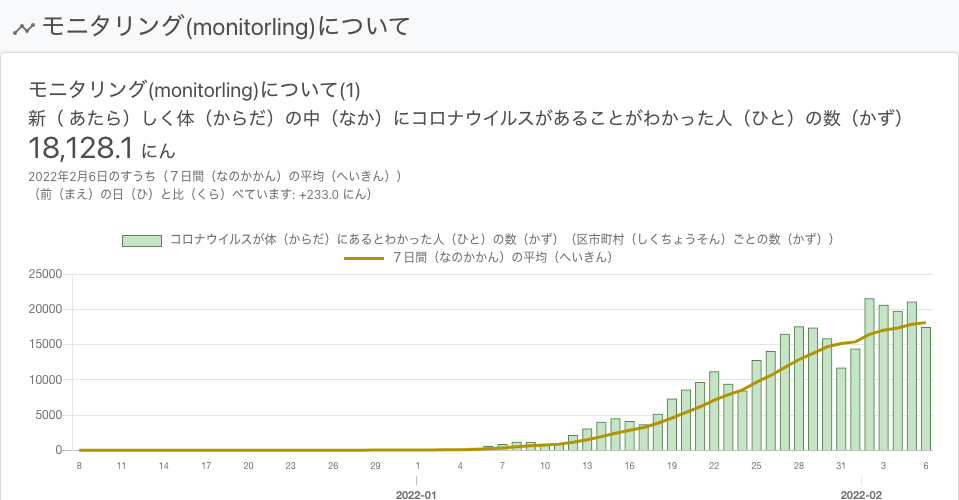 モニタリング(monitorling)について
モニタリング(monitorling)について(1)
新（ あたら）しく体（からだ）の中（なか）にコロナウイルスがあることがわかった人（ひと）の数（かず）
18,128.1 にん
2022年2月6日のすうち（７日間（なのかかん）の平均（へいきん））
（前（まえ）の日（ひ）と比（くら）べています: +233.0 にん）
コロナウイルスが体（からだ）にあるとわかった人（ひと）の数（かず）（区市町村（しくちょうそん）ごとの数（かず））
７日間（なのかかん）の平均（へいきん）
25000
20000
15000
10000
5000
0
8 11 14 17 20 23 26 29 1 4 7 10 13 16 19 22 25 28 31 3 6
2022-01 2022-02